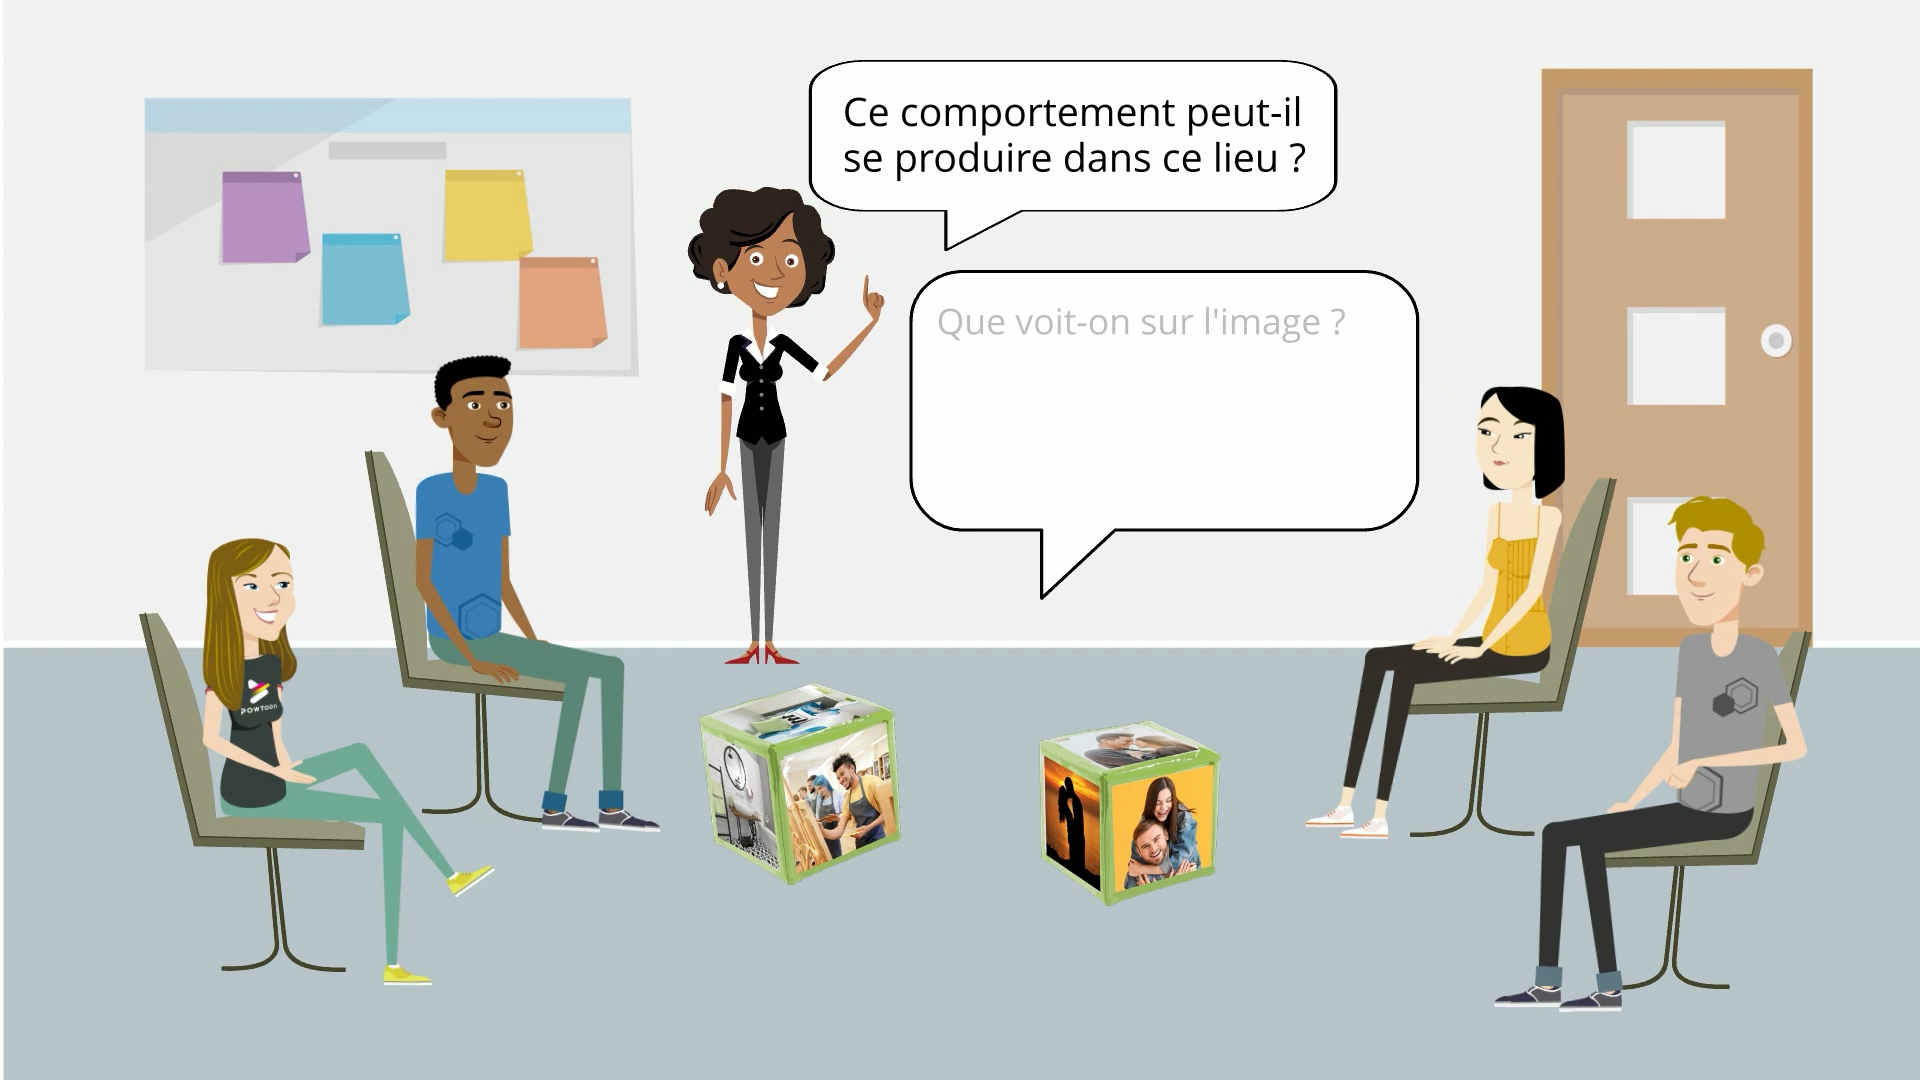 Ce comportement peut-il
se produire dans ce lieu ?
Que voit-on sur l'image ?
POWTOON